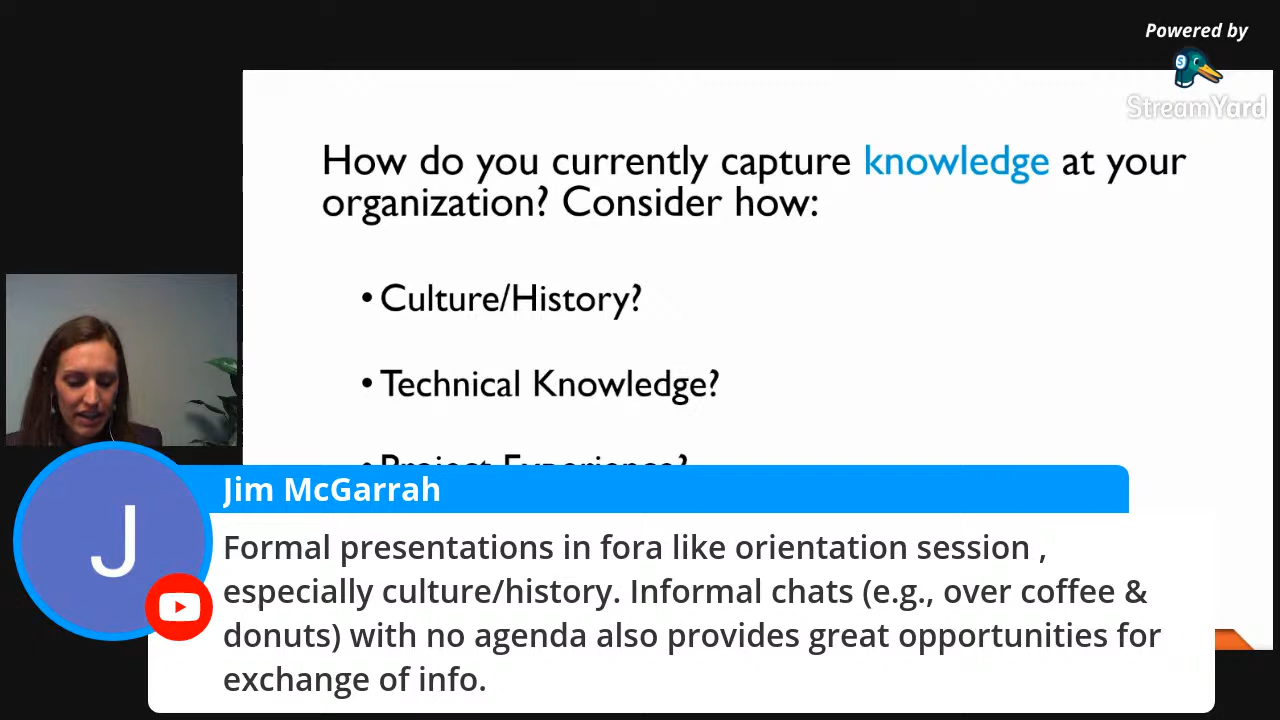 Powered by
StreamYard
How do you currently capture knowledge at your
organization? Consider how:
• Culture/History?
• Technical Knowledge?
• Project Experience?
J
Jim McGarrah
Formal presentations in fora like orientation session ,
especially culture/history. Informal chats (e.g., over coffee &
donuts) with no agenda also provides great opportunities for
exchange of info.